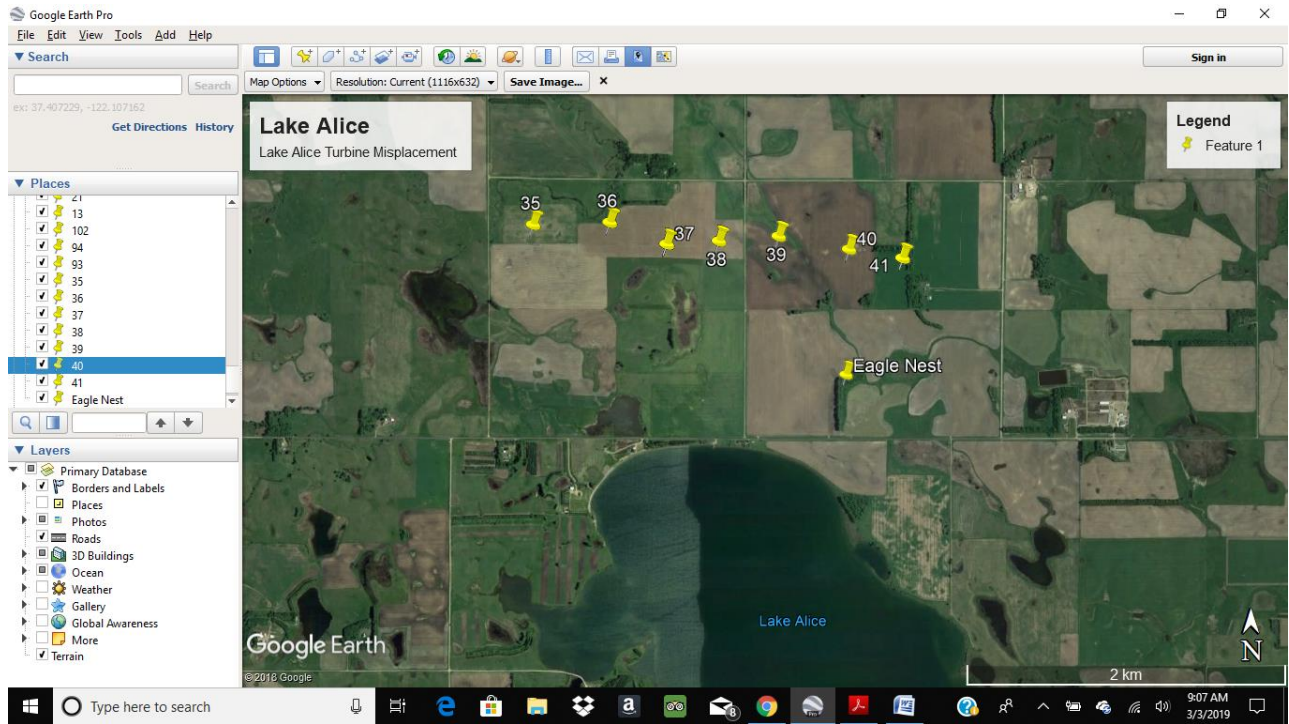 Google Earth Pro
File Edit View Tools Add Help
Search
Search
ex: 37.407229, -122.107162
Get Directions History
Places
21
13
102
94
93
35
36
37
38
39
40
41
Eagle Nest
Layers
Primary Database
Borders and Labels
Places
Photos
Roads
3D Buildings
Ocean
Weather
Gallery
Global Awareness
More
Terrain
Sign in
Map Options Resolution: Current (1116x632) Save Image...
Lake Alice
Lake Alice Turbine Misplacement
Legend
Feature 1
35
36
37
38
39
40
41
Eagle Nest
Lake Alice
Google Earth
©2018 Google
2 km
N
Type here to search
a
8
9:07 AM
3/3/2019